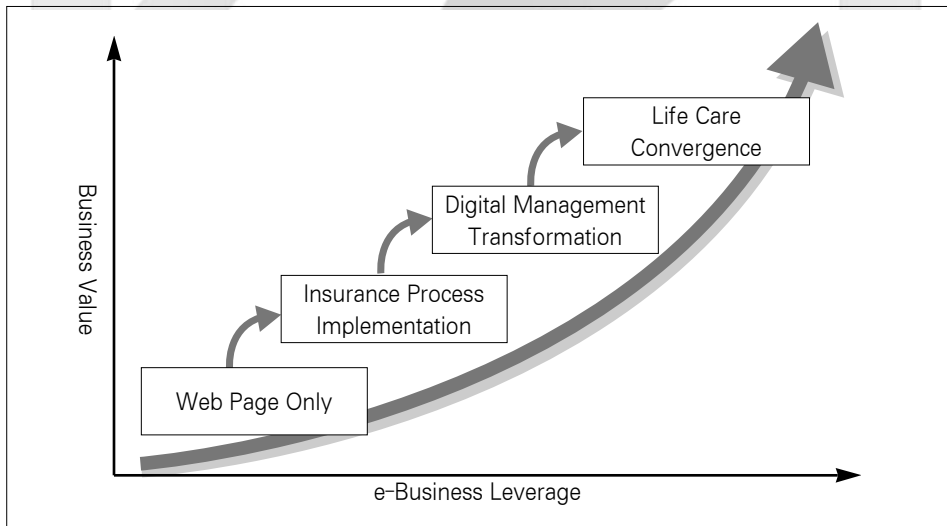 Life Care
Convergence
Digital Management
Transformation
Insurance Process
Implementation
Web Page Only
Business Value
e-Business Leverage